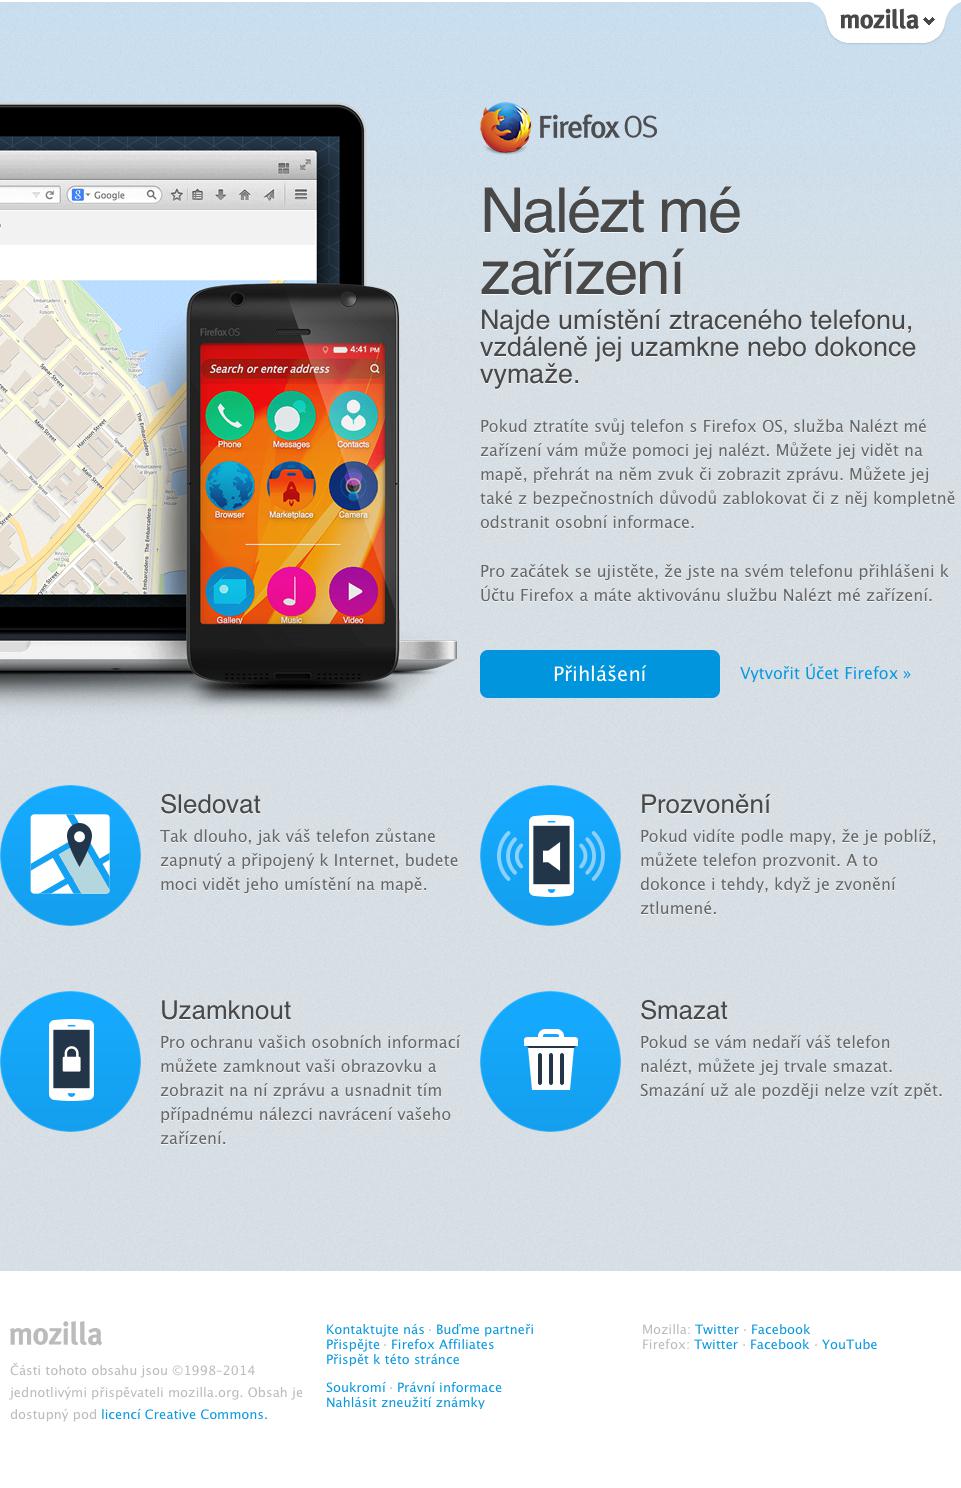 mozilla
Firefox OS
Nalézt mé
zařízení
Najde umístění ztraceného telefonu,
vzdáleně jej uzamkne nebo dokonce
vymaže.
Pokud ztratíte svůj telefon s Firefox OS, služba Nalézt mé
zařízení vám může pomoci jej nalézt. Můžete jej vidět na
mapě, přehrát na něm zvuk či zobrazit zprávu. Můžete jej
také z bezpečnostních důvodů zablokovat či z něj kompletně
odstranit osobní informace.
Pro začátek se ujistěte, že jste na svém telefonu přihlášeni k
Účtu Firefox a máte aktivovánu službu Nalézt mé zařízení.
Přihlášení
Vytvořit Účet Firefox »
Google
Embarcadero
Spear Street
Main Street
Harrison Street
The Embarcadero
Beale Street
Firefox OS
4:41 PM
Search or enter address
Phone Messages Contacts
Browser Marketplace Camera
Gallery Music Video
Sledovat
Tak dlouho, jak váš telefon zůstane
zapnutý a připojený k Internet, budete
moci vidět jeho umístění na mapě.
Prozvonění
Pokud vidíte podle mapy, že je poblíž,
můžete telefon prozvonit. A to
dokonce i tehdy, když je zvonění
ztlumené.
Uzamknout
Pro ochranu vašich osobních informací
můžete zamknout vaši obrazovku a
zobrazit na ní zprávu a usnadnit tím
případnému nálezci navrácení vašeho
zařízení.
Smazat
Pokud se vám nedaří váš telefon
nalézt, můžete jej trvale smazat.
Smazání už ale později nelze vzít zpět.
mozilla
Části tohoto obsahu jsou ©1998–2014
jednotlivými přispěvateli mozilla.org. Obsah je
dostupný pod licencí Creative Commons.
Kontaktujte nás · Buďme partneři
Přispějte · Firefox Affiliates
Přispět k této stránce
Soukromí · Právní informace
Nahlásit zneužití známky
Mozilla: Twitter · Facebook
Firefox: Twitter · Facebook · YouTube